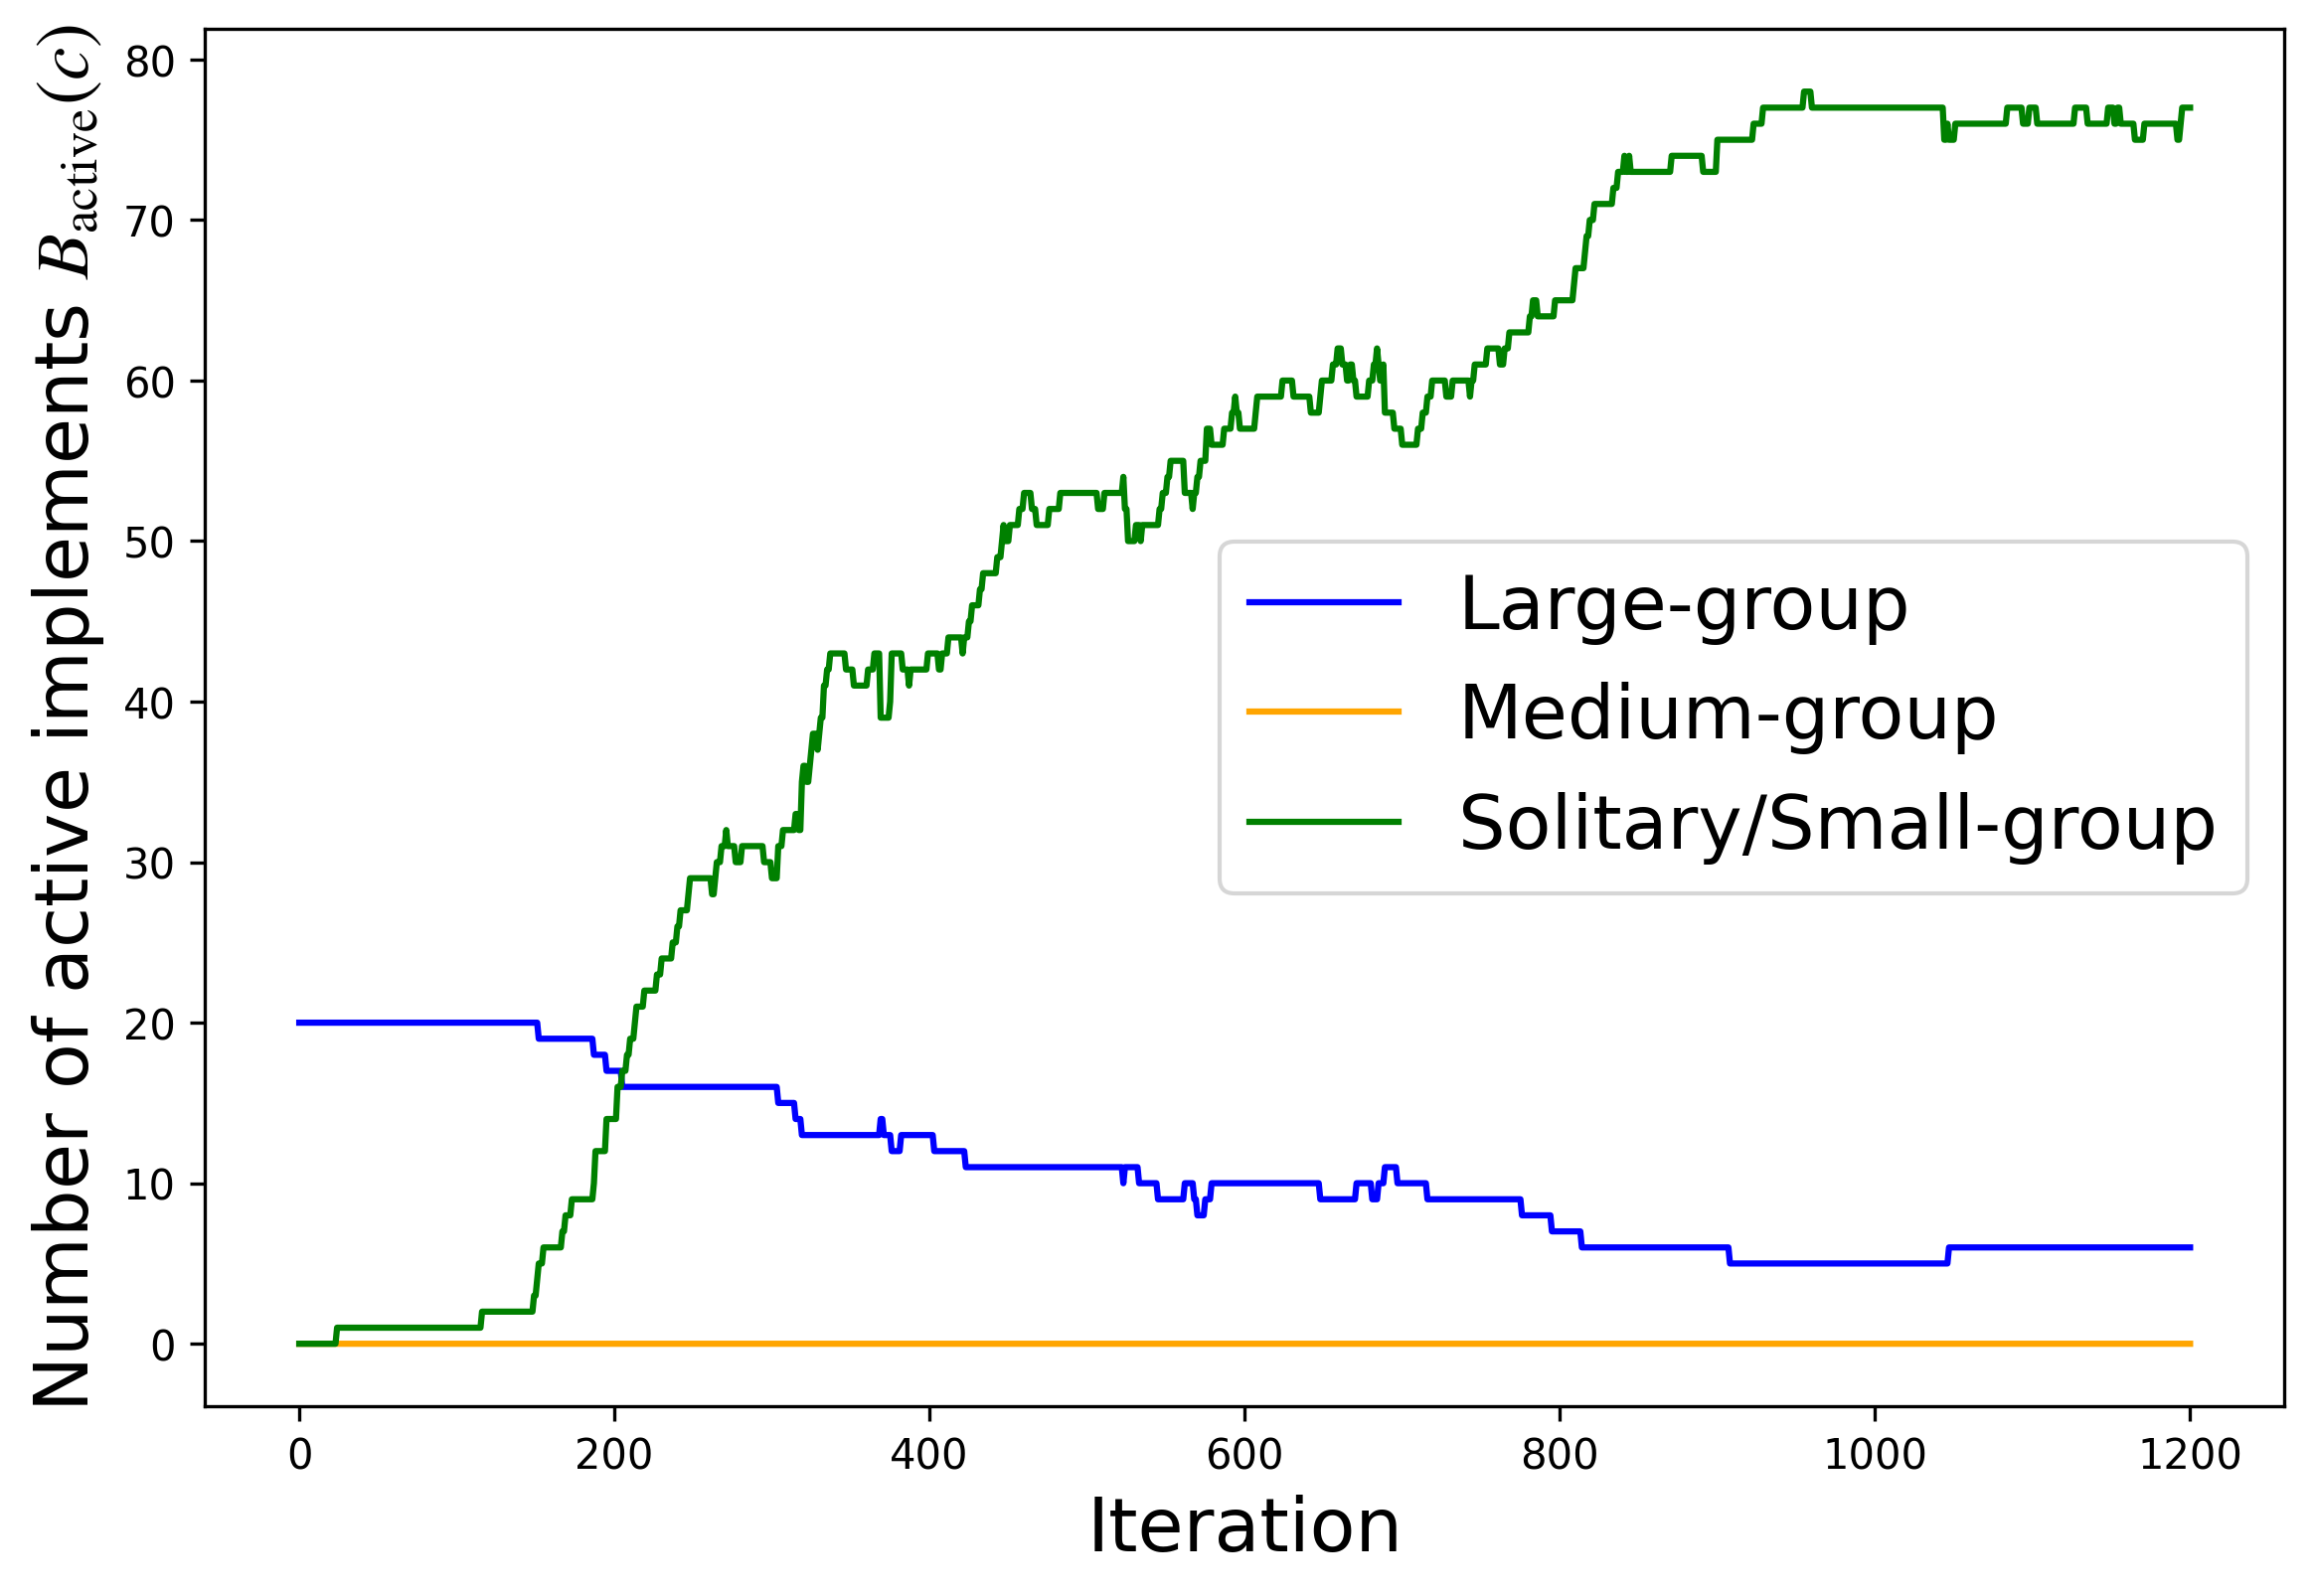 Number of active implements B_active(c)
80
70
60
50
40
30
20
10
0
Large-group
Medium-group
Solitary/Small-group
0 200 400 600 800 1000 1200
Iteration